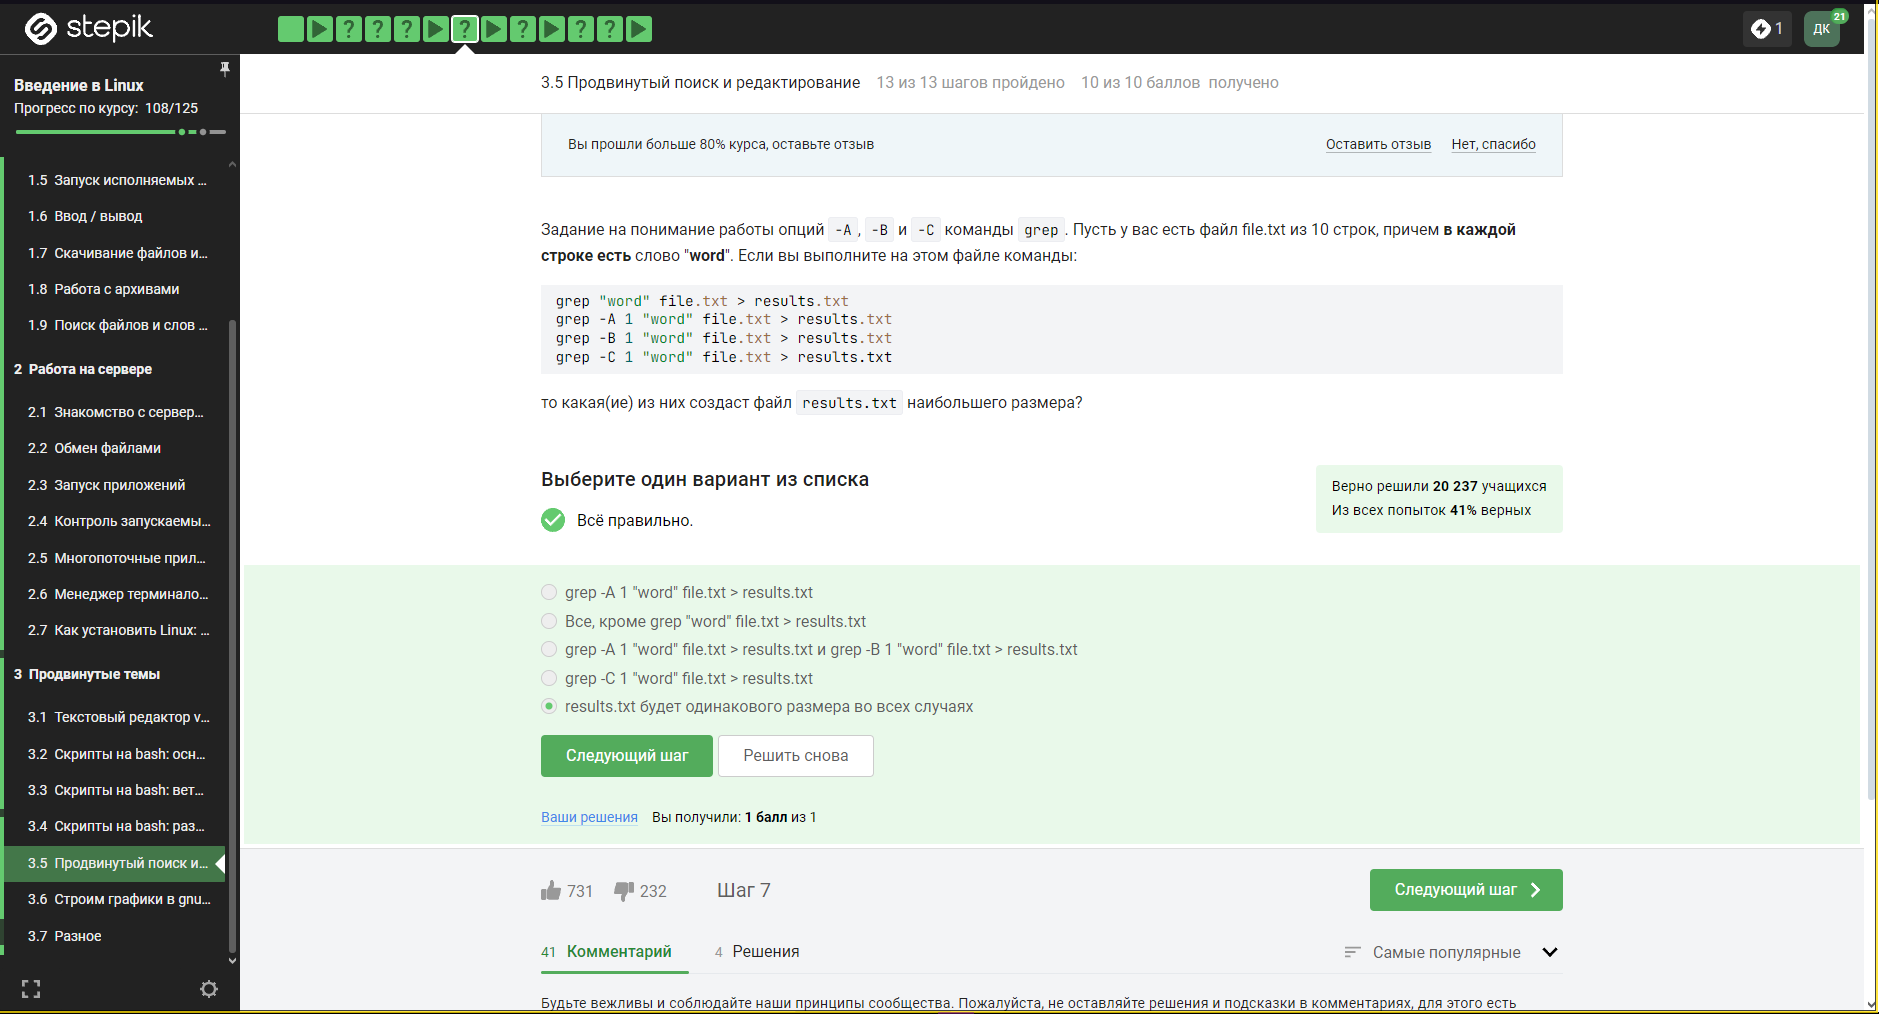 stepik
1
ДК
21
Введение в Linux
Прогресс по курсу: 108/125
1.5 Запуск исполняемых ...
1.6 Ввод / вывод
1.7 Скачивание файлов и...
1.8 Работа с архивами
1.9 Поиск файлов и слов ...
2 Работа на сервере
2.1 Знакомство с сервер...
2.2 Обмен файлами
2.3 Запуск приложений
2.4 Контроль запускаемы...
2.5 Многопоточные прил...
2.6 Менеджер терминало...
2.7 Как установить Linux: ...
3 Продвинутые темы
3.1 Текстовый редактор v...
3.2 Скрипты на bash: осн...
3.3 Скрипты на bash: вет...
3.4 Скрипты на bash: раз...
3.5 Продвинутый поиск и...
3.6 Строим графики в gnu...
3.7 Разное
3.5 Продвинутый поиск и редактирование 13 из 13 шагов пройдено 10 из 10 баллов получено
Вы прошли больше 80% курса, оставьте отзыв Оставить отзыв Нет, спасибо
Задание на понимание работы опций -A, -B и -C команды grep. Пусть у вас есть файл file.txt из 10 строк, причем в каждой
строке есть слово "word". Если вы выполните на этом файле команды:
grep "word" file.txt > results.txt
grep -A 1 "word" file.txt > results.txt
grep -B 1 "word" file.txt > results.txt
grep -C 1 "word" file.txt > results.txt
то какая(ие) из них создаст файл results.txt наибольшего размера?
Выберите один вариант из списка
Всё правильно.
Верно решили 20 237 учащихся
Из всех попыток 41% верных
grep -A 1 "word" file.txt > results.txt
Все, кроме grep "word" file.txt > results.txt
grep -A 1 "word" file.txt > results.txt и grep -B 1 "word" file.txt > results.txt
grep -C 1 "word" file.txt > results.txt
results.txt будет одинакового размера во всех случаях
Следующий шаг Решить снова
Ваши решения Вы получили: 1 балл из 1
731 232 Шаг 7 Следующий шаг
41 Комментарий 4 Решения Самые популярные
Будьте вежливы и соблюдайте наши принципы сообщества. Пожалуйста, не оставляйте решения и подсказки в комментариях, для этого есть